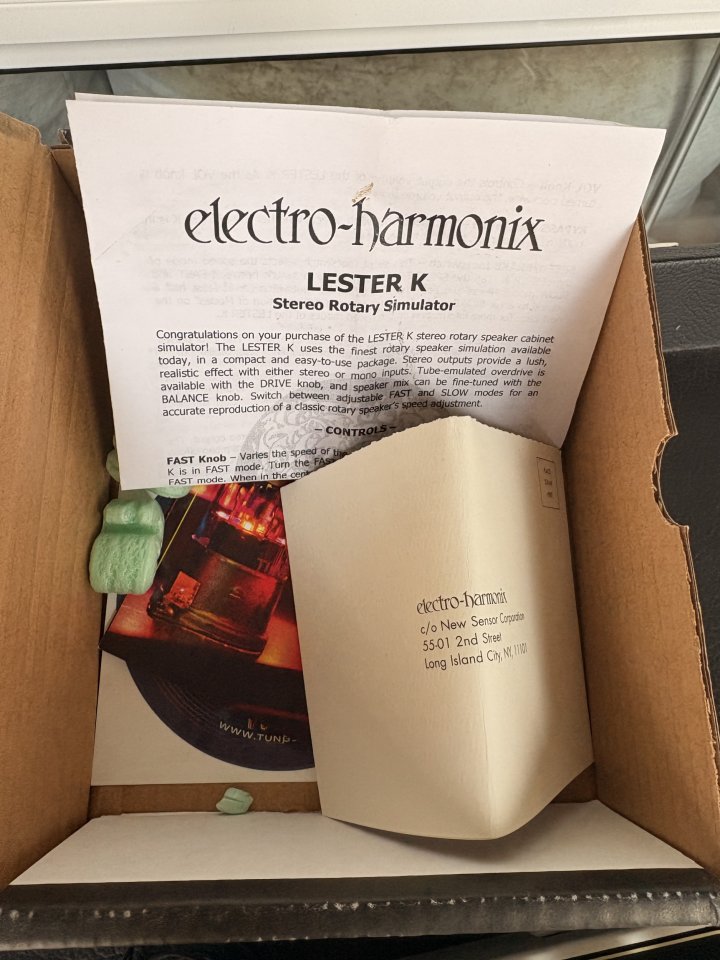 electro-harmonix
LESTER K
Stereo Rotary Simulator
Congratulations on your purchase of the LESTER K stereo rotary speaker cabinet
simulator! The LESTER K uses the finest rotary speaker simulation available
today, in a compact and easy-to-use package. Stereo outputs provide a lush,
realistic effect with either stereo or mono inputs. Tube-emulated overdrive is
available with the DRIVE knob, and speaker mix can be fine-tuned with the
BALANCE knob. Switch between adjustable FAST and SLOW modes for an
accurate reproduction of a classic rotary speaker's speed adjustment.
– CONTROLS –
FAST Knob – Varies the speed of the
K is in FAST mode. Turn the FAST
FAST mode. When in the cent
electro-harmonix
c/o New Sensor Corporation
55-01 2nd Street
Long Island City, NY, 11101
WWW.TUNG-